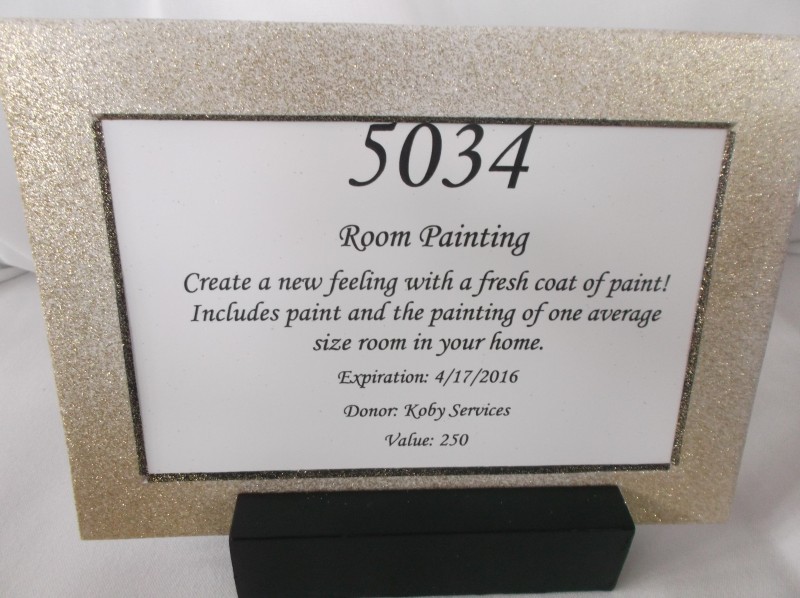 5034
Room Painting
Create a new feeling with a fresh coat of paint!
Includes paint and the painting of one average
size room in your home.
Expiration: 4/17/2016
Donor: Koby Services
Value: 250